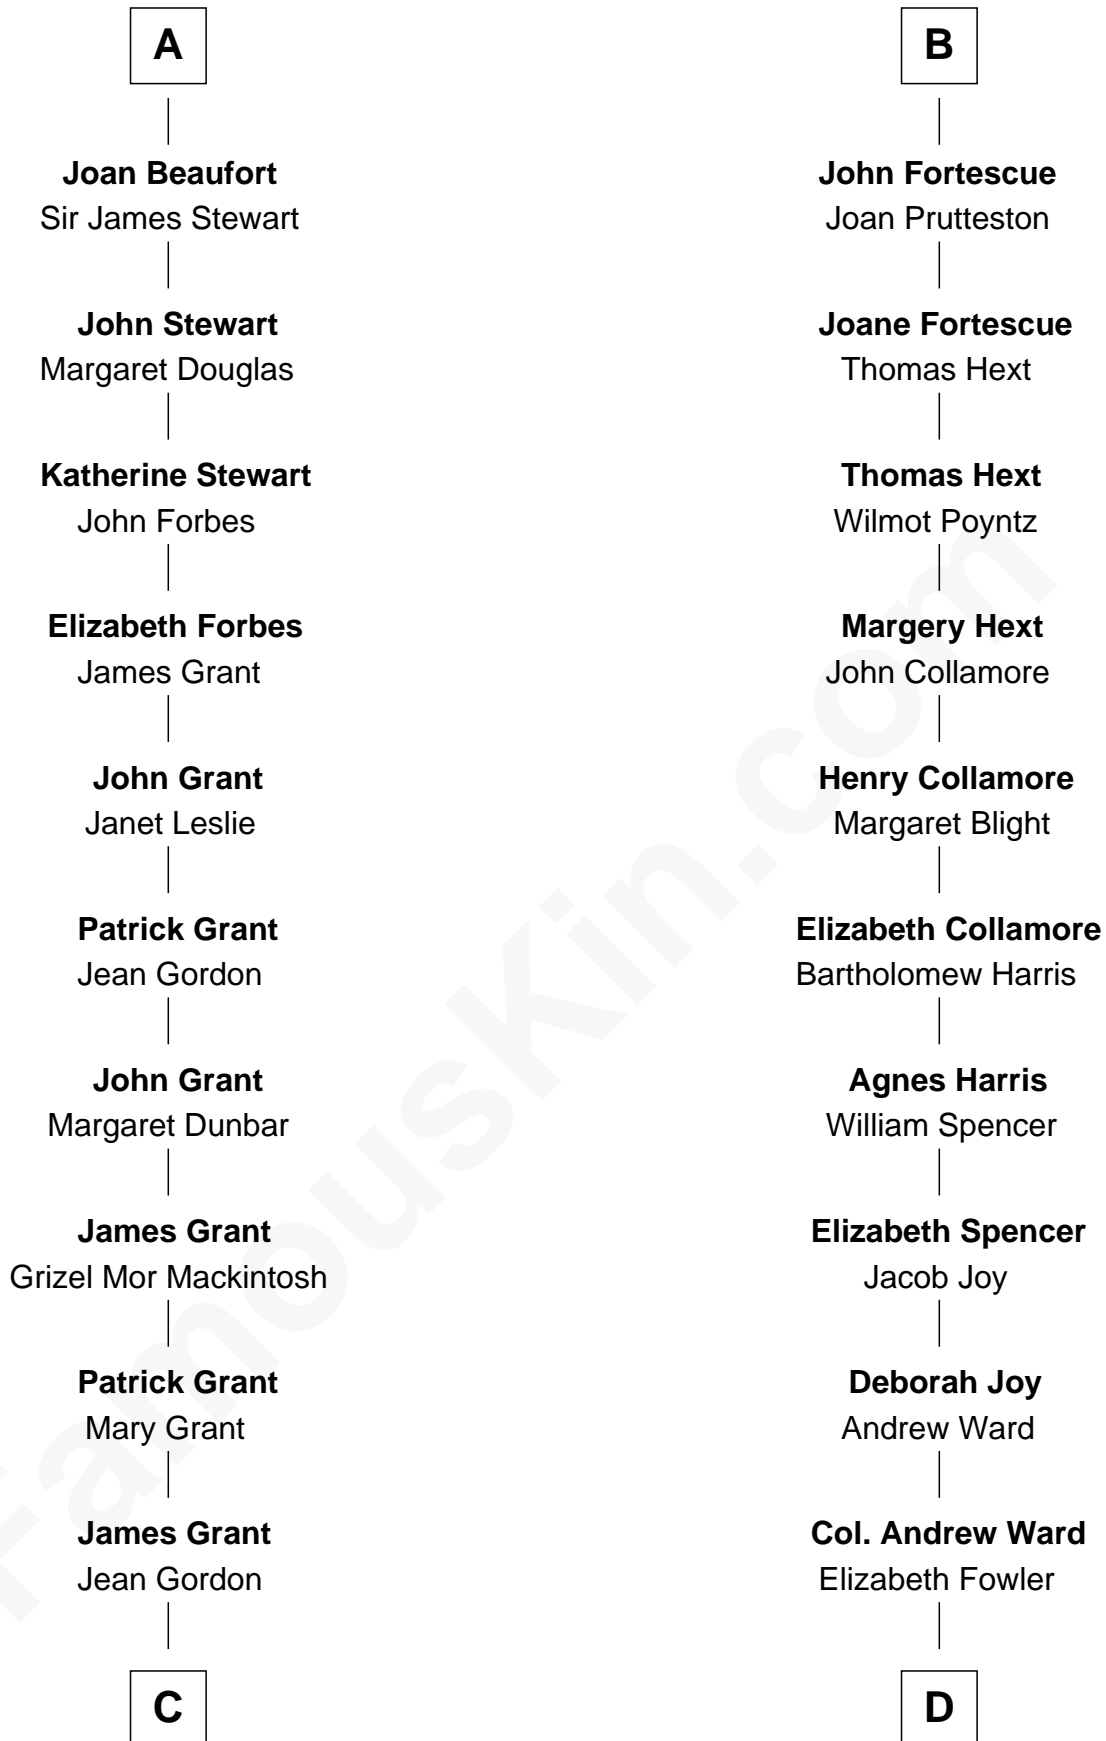 A
Joan Beaufort
Sir James Stewart
John Stewart
Margaret Douglas
Katherine Stewart
John Forbes
Elizabeth Forbes
James Grant
John Grant
Janet Leslie
Patrick Grant
Jean Gordon
John Grant
Margaret Dunbar
James Grant
Grizel Mor Mackintosh
Patrick Grant
Mary Grant
James Grant
Jean Gordon
C
B
John Fortescue
Joan Prutteston
Joane Fortescue
Thomas Hext
Thomas Hext
Wilmot Poyntz
Margery Hext
John Collamore
Henry Collamore
Margaret Blight
Elizabeth Collamore
Bartholomew Harris
Agnes Harris
William Spencer
Elizabeth Spencer
Jacob Joy
Deborah Joy
Andrew Ward
Col. Andrew Ward
Elizabeth Fowler
D
FamousKin.com